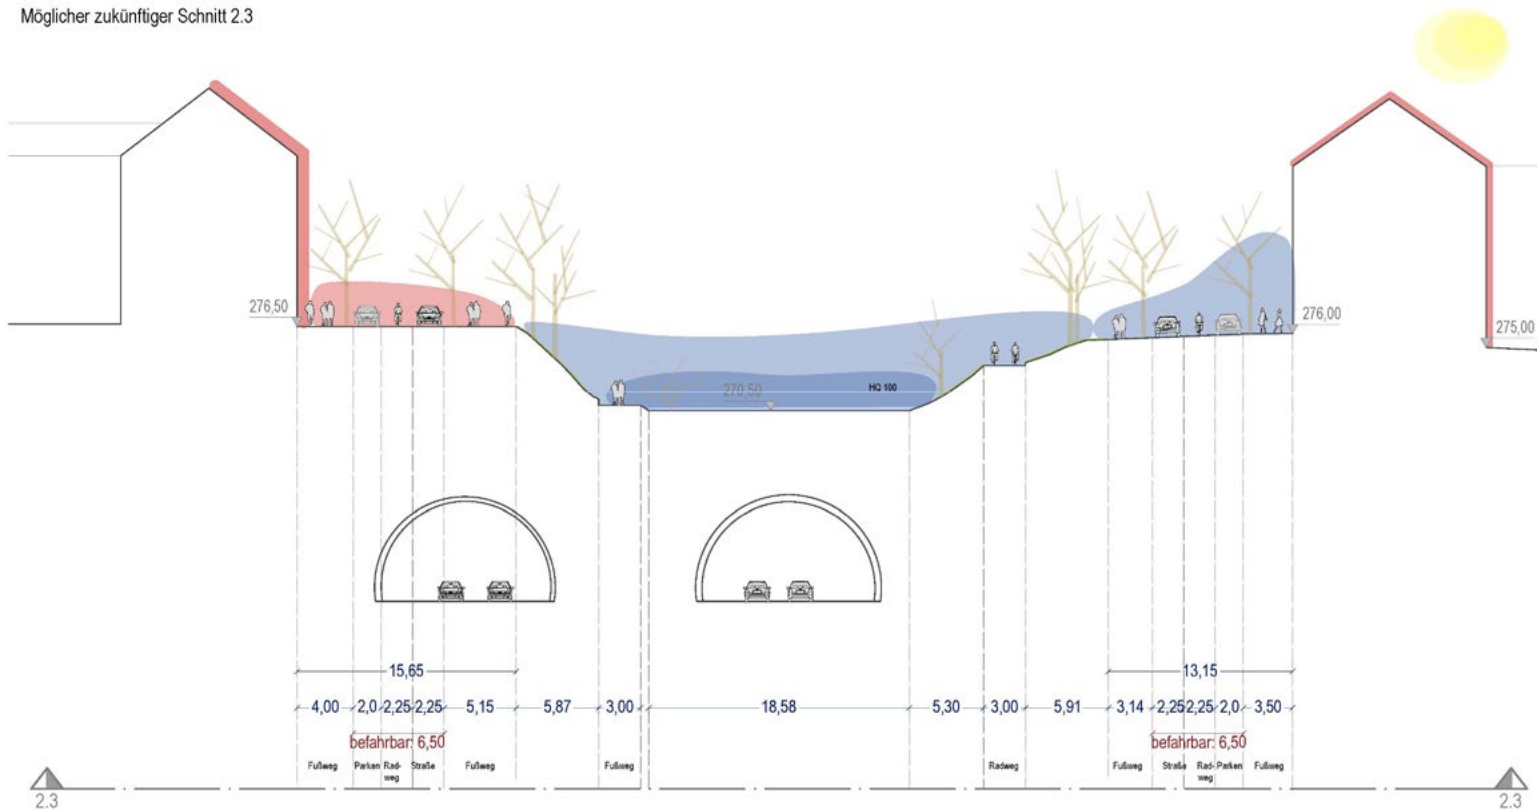 Möglicher zukünftiger Schnitt 2.3
276,50
276,00
275,00
270,50
HQ 100
15,65
13,15
4,00 2,0 2,25 2,25 5,15 5,87 3,00 18,58 5,30 3,00 5,91 3,14 2,25 2,25 2,0 3,50
befahrbar: 6,50
befahrbar: 6,50
Fußweg Parken Rad- Straße Fußweg Fußweg Radweg Fußweg Straße Rad- Parken Fußweg
weg weg
2.3 2.3